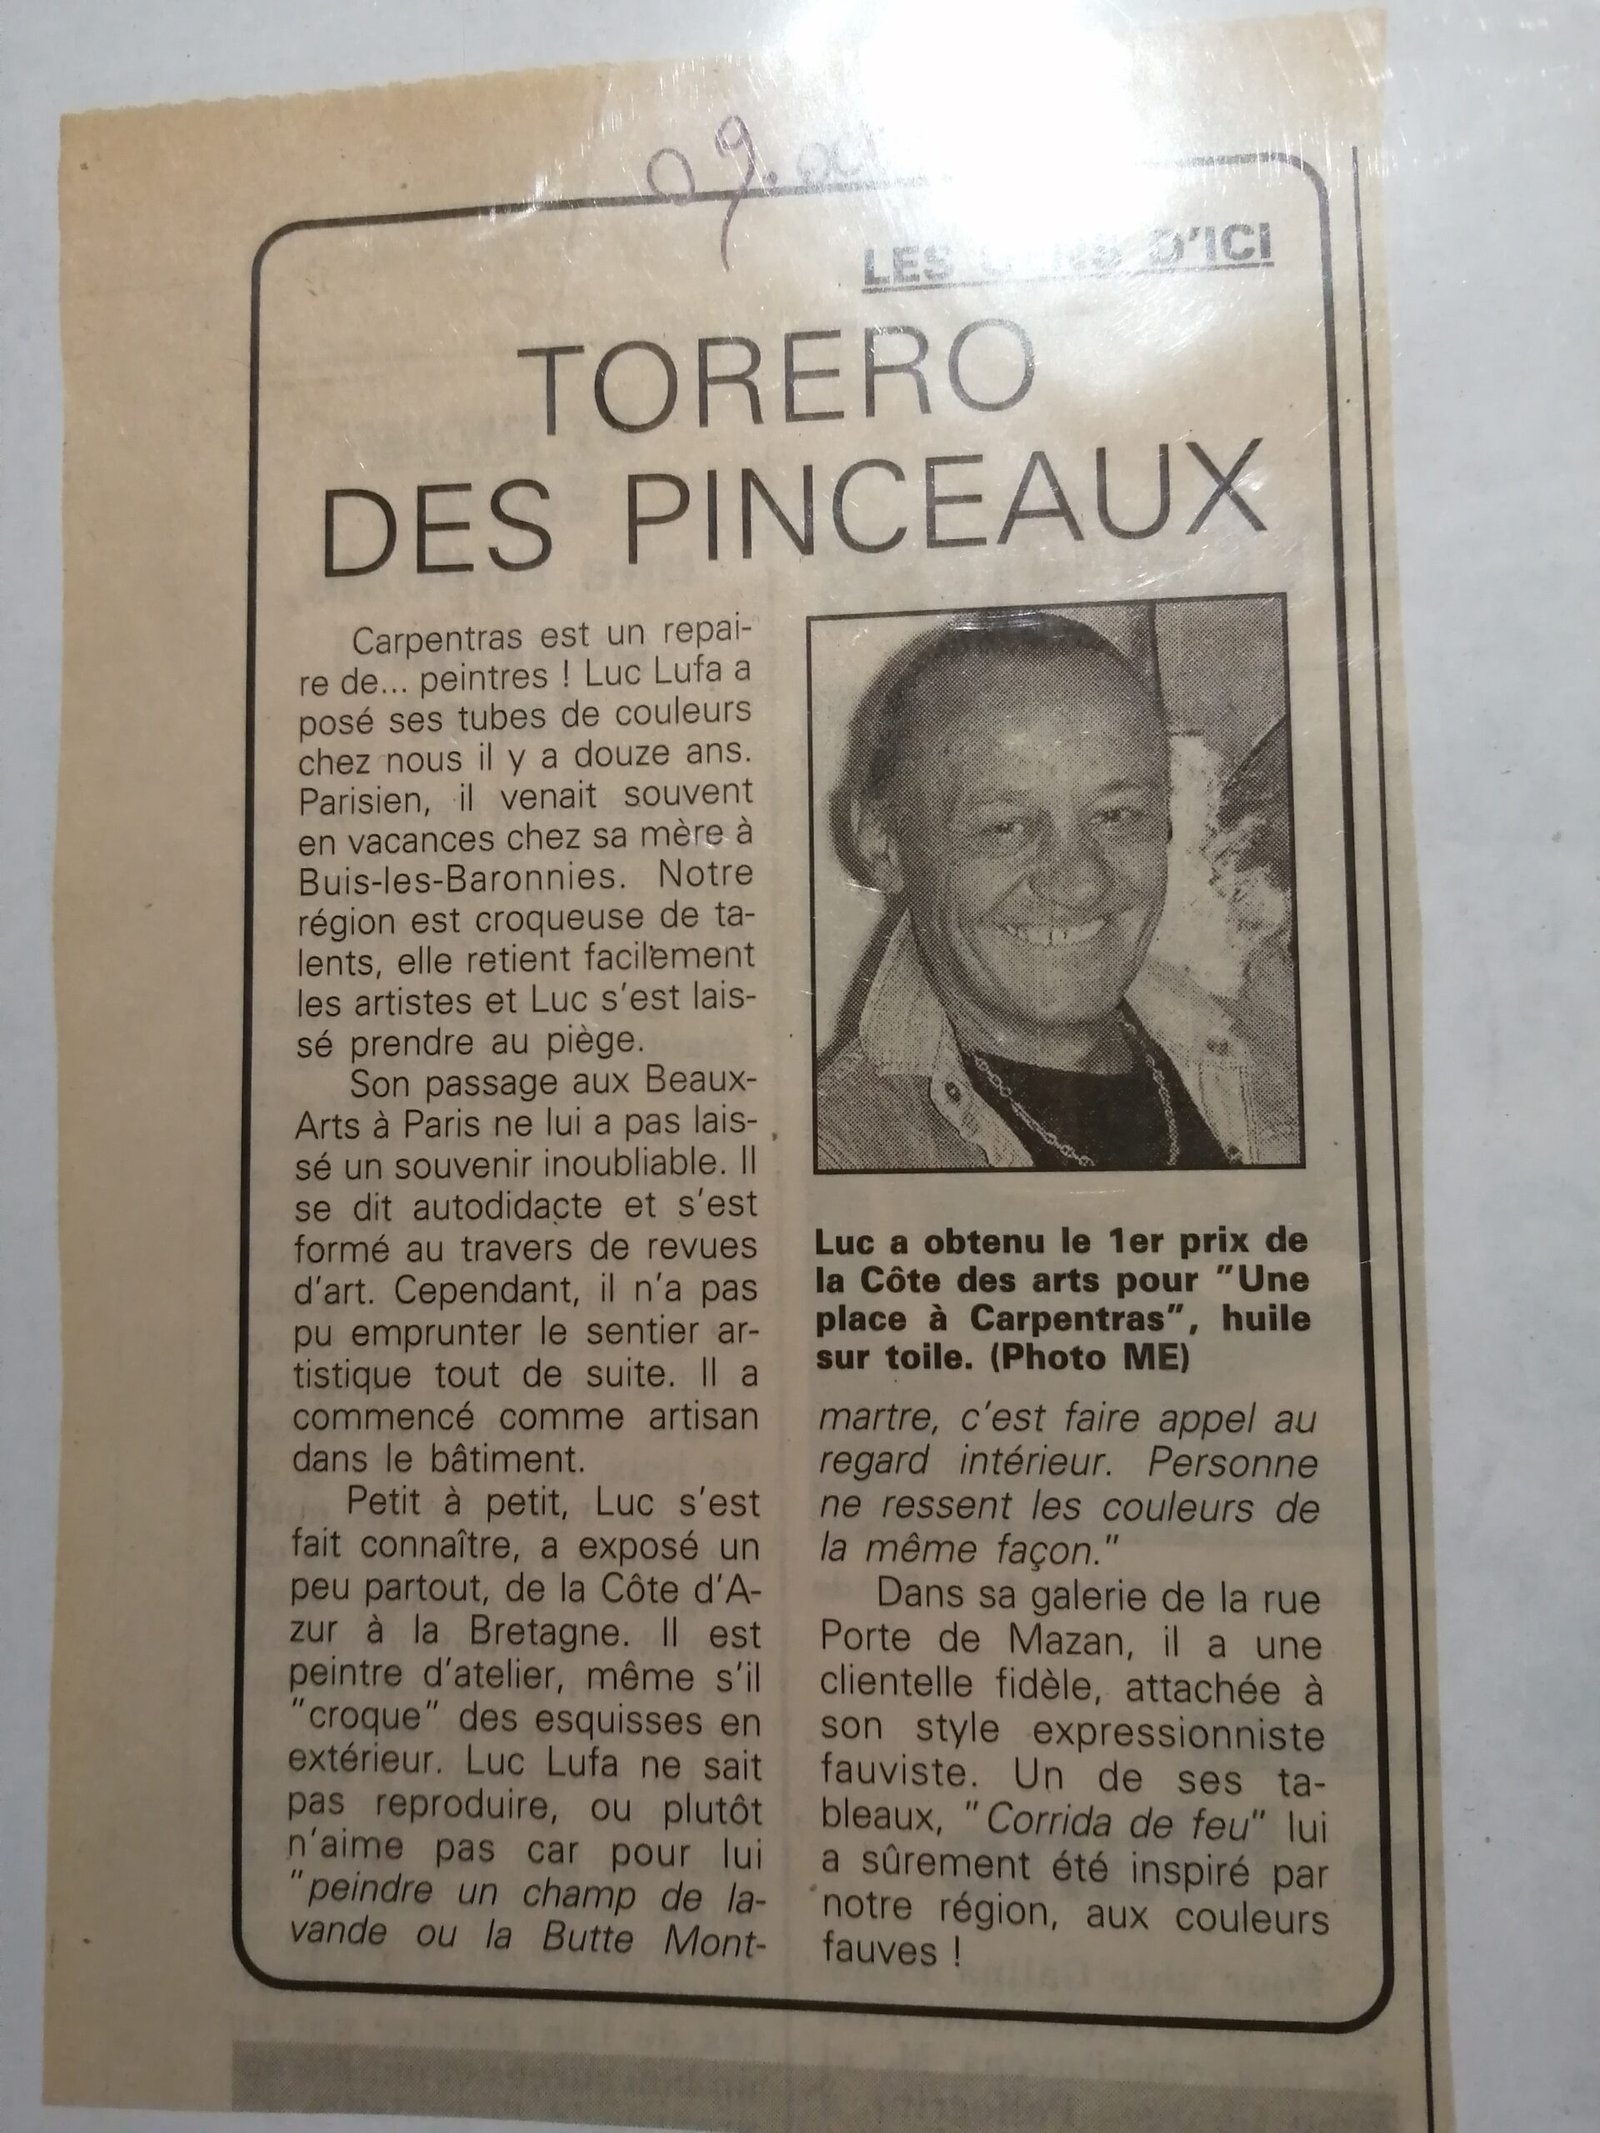 09. oct
LES GENS D'ICI
TORERO
DES PINCEAUX
Carpentras est un repai-
re de... peintres ! Luc Lufa a
posé ses tubes de couleurs
chez nous il y a douze ans.
Parisien, il venait souvent
en vacances chez sa mère à
Buis-les-Baronnies. Notre
région est croqueuse de ta-
lents, elle retient facilement
les artistes et Luc s'est lais-
sé prendre au piège.
Son passage aux Beaux-
Arts à Paris ne lui a pas lais-
sé un souvenir inoubliable. Il
se dit autodidacte et s'est
formé au travers de revues
d'art. Cependant, il n'a pas
pu emprunter le sentier ar-
tistique tout de suite. Il a
commencé comme artisan
dans le bâtiment.
Petit à petit, Luc s'est
fait connaître, a exposé un
peu partout, de la Côte d'A-
zur à la Bretagne. Il est
peintre d'atelier, même s'il
"croque" des esquisses en
extérieur. Luc Lufa ne sait
pas reproduire, ou plutôt
n'aime pas car pour lui
"peindre un champ de la-
vande ou la Butte Mont-
Luc a obtenu le 1er prix de
la Côte des arts pour "Une
place à Carpentras", huile
sur toile. (Photo ME)
martre, c'est faire appel au
regard intérieur. Personne
ne ressent les couleurs de
la même façon."
Dans sa galerie de la rue
Porte de Mazan, il a une
clientelle fidèle, attachée à
son style expressionniste
fauviste. Un de ses ta-
bleaux, "Corrida de feu" lui
a sûrement été inspiré par
notre région, aux couleurs
fauves !